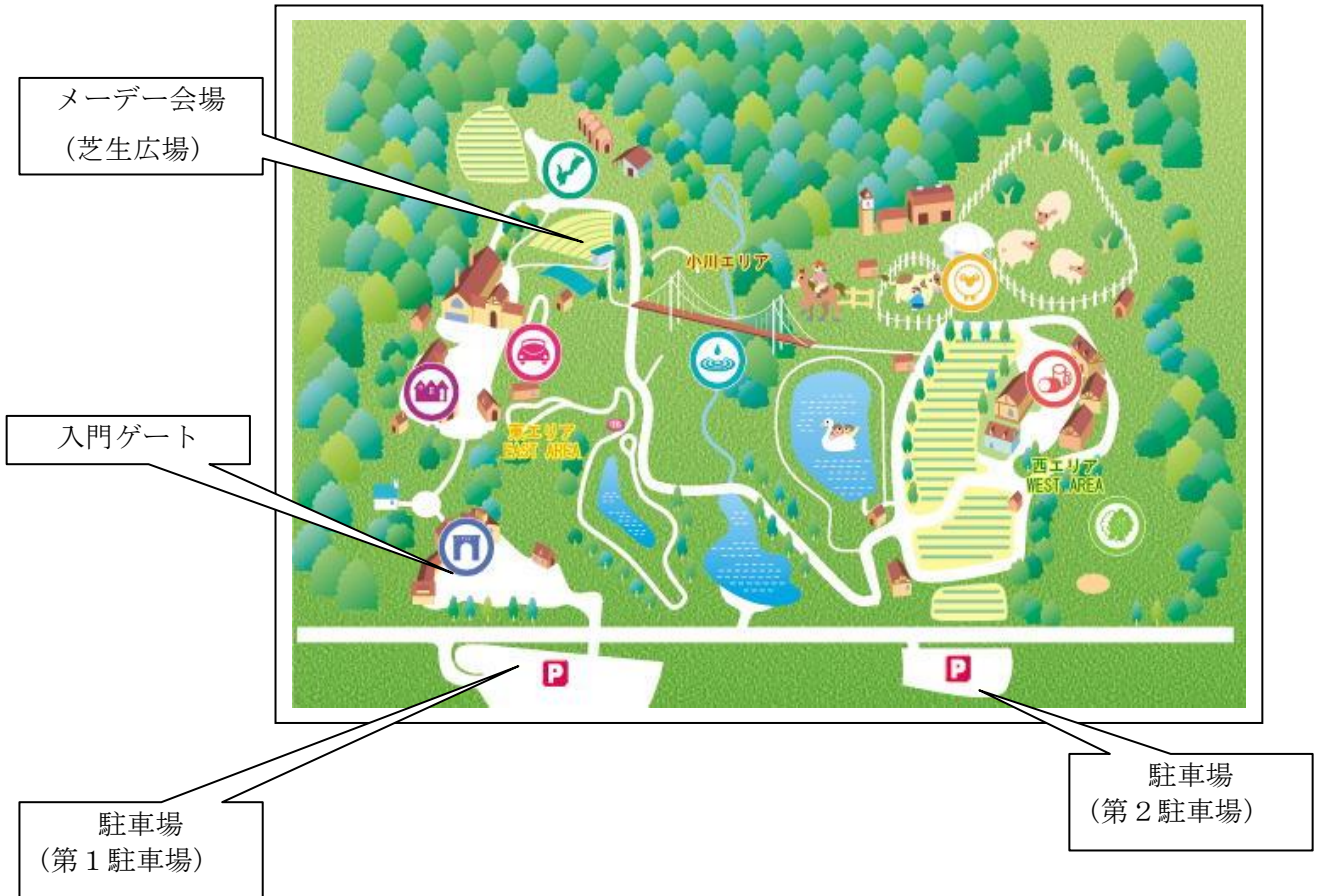 メーデー会場
(芝生広場)
小川エリア
入門ゲート
東エリア
EAST AREA
西エリア
WEST AREA
P
P
駐車場
(第１駐車場)
駐車場
(第２駐車場)